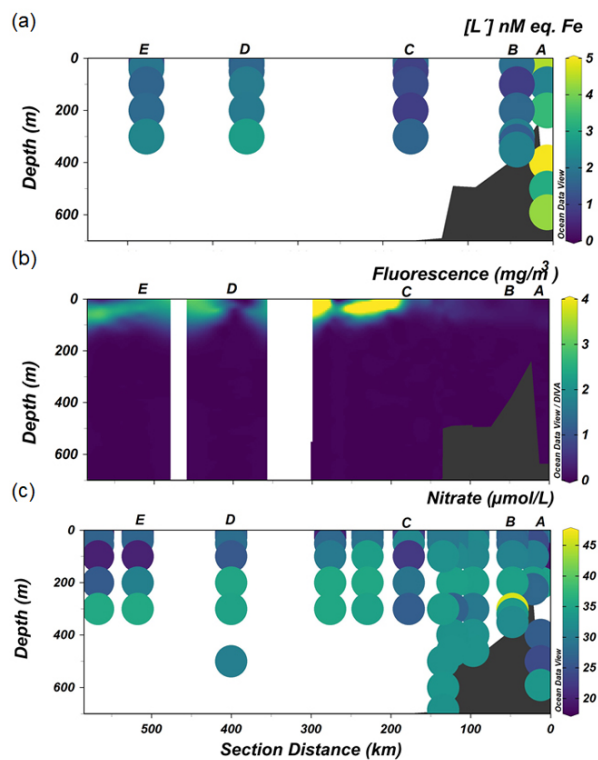 (a)
[L´] nM eq. Fe
E D C B A
0
200
400
600
Depth (m)
5
4
3
2
1
0
Ocean Data View
(b)
Fluorescence (mg/m³)
E D C B A
0
200
400
600
Depth (m)
4
3
2
1
0
Ocean Data View / DIVA
(c)
Nitrate (µmol/L)
E D C B A
0
200
400
600
Depth (m)
45
40
35
30
25
20
Ocean Data View
500 400 300 200 100 0
Section Distance (km)